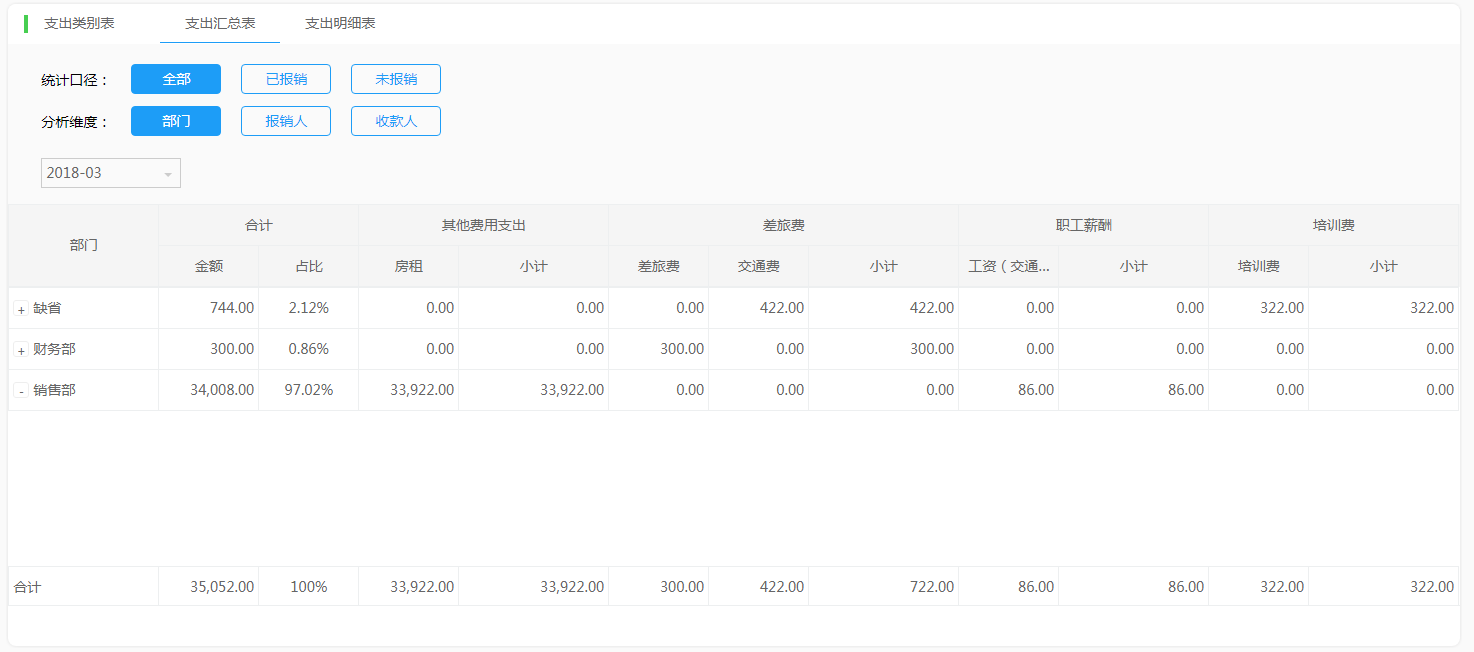 支出类别表 支出汇总表 支出明细表
统计口径： 全部 已报销 未报销
分析维度： 部门 报销人 收款人
2018-03
部门 合计 其他费用支出 差旅费 职工薪酬 培训费
金额 占比 房租 小计 差旅费 交通费 小计 工资（交通... 小计 培训费 小计
+ 缺省 744.00 2.12% 0.00 0.00 0.00 422.00 422.00 0.00 0.00 322.00 322.00
+ 财务部 300.00 0.86% 0.00 0.00 300.00 0.00 300.00 0.00 0.00 0.00 0.00
- 销售部 34,008.00 97.02% 33,922.00 33,922.00 0.00 0.00 0.00 86.00 86.00 0.00 0.00
合计 35,052.00 100% 33,922.00 33,922.00 300.00 422.00 722.00 86.00 86.00 322.00 322.00